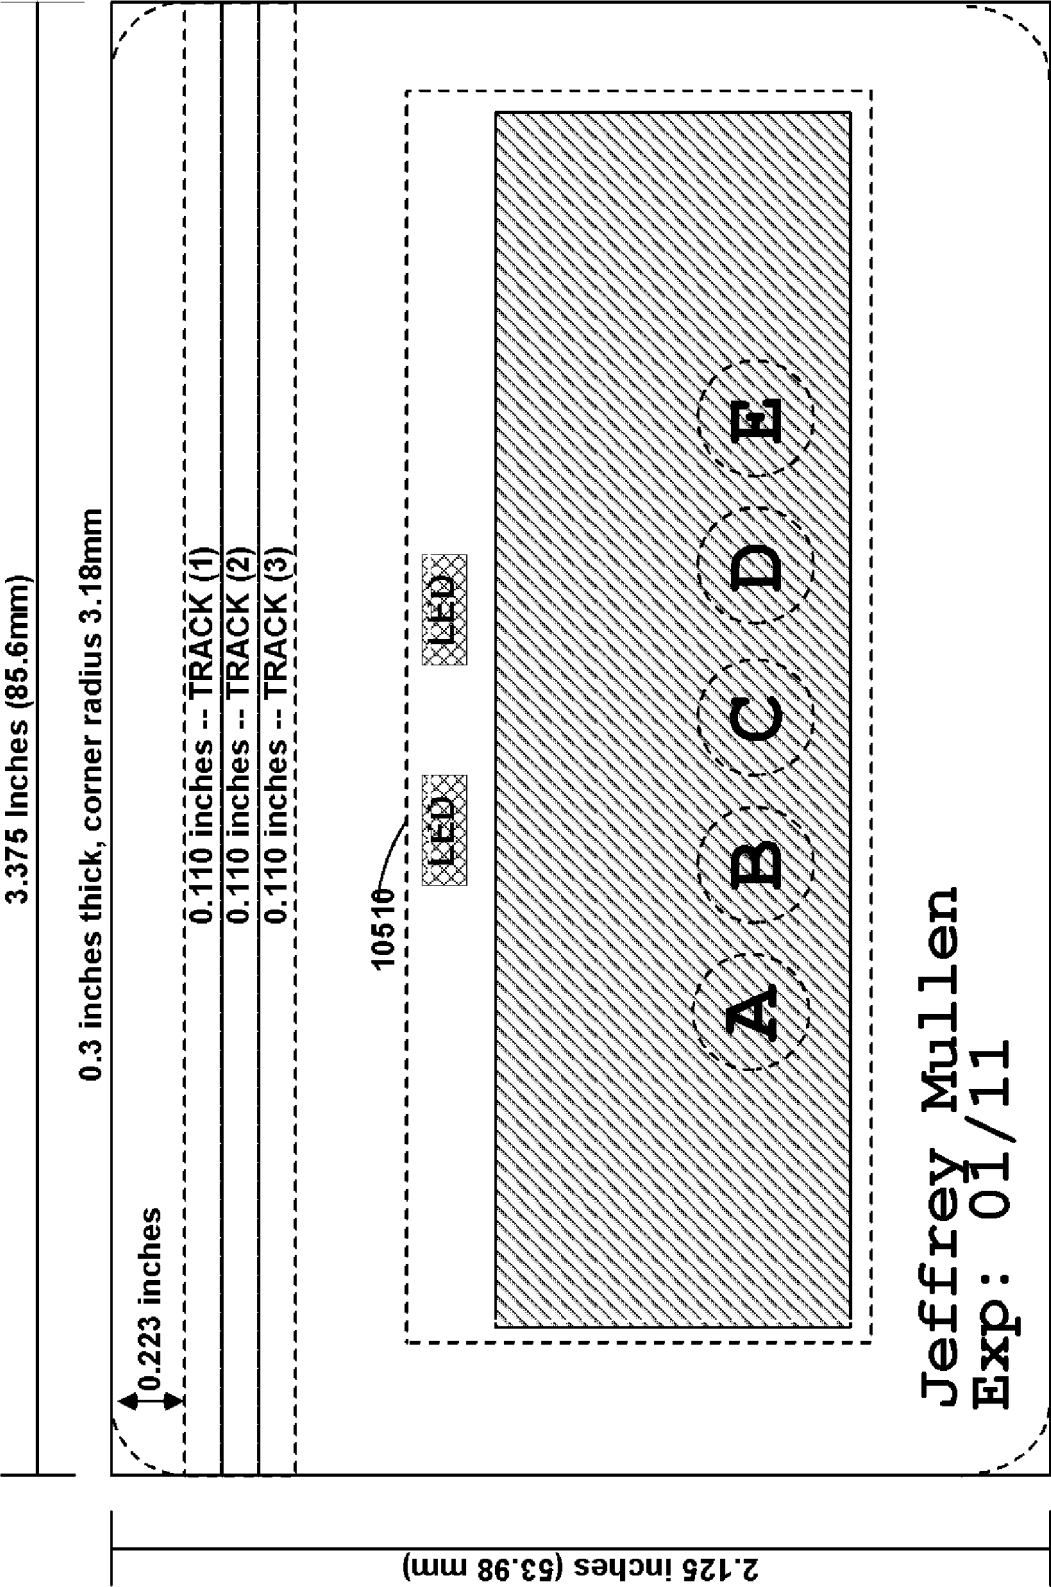 3.375 Inches (85.6mm)
0.3 inches thick, corner radius 3.18mm
0.223 inches
0.110 inches -- TRACK (1)
0.110 inches -- TRACK (2)
0.110 inches -- TRACK (3)
10510
LED LED
A B C D E
Jeffrey Mullen
Exp: 01/11
2.125 inches (53.98 mm)